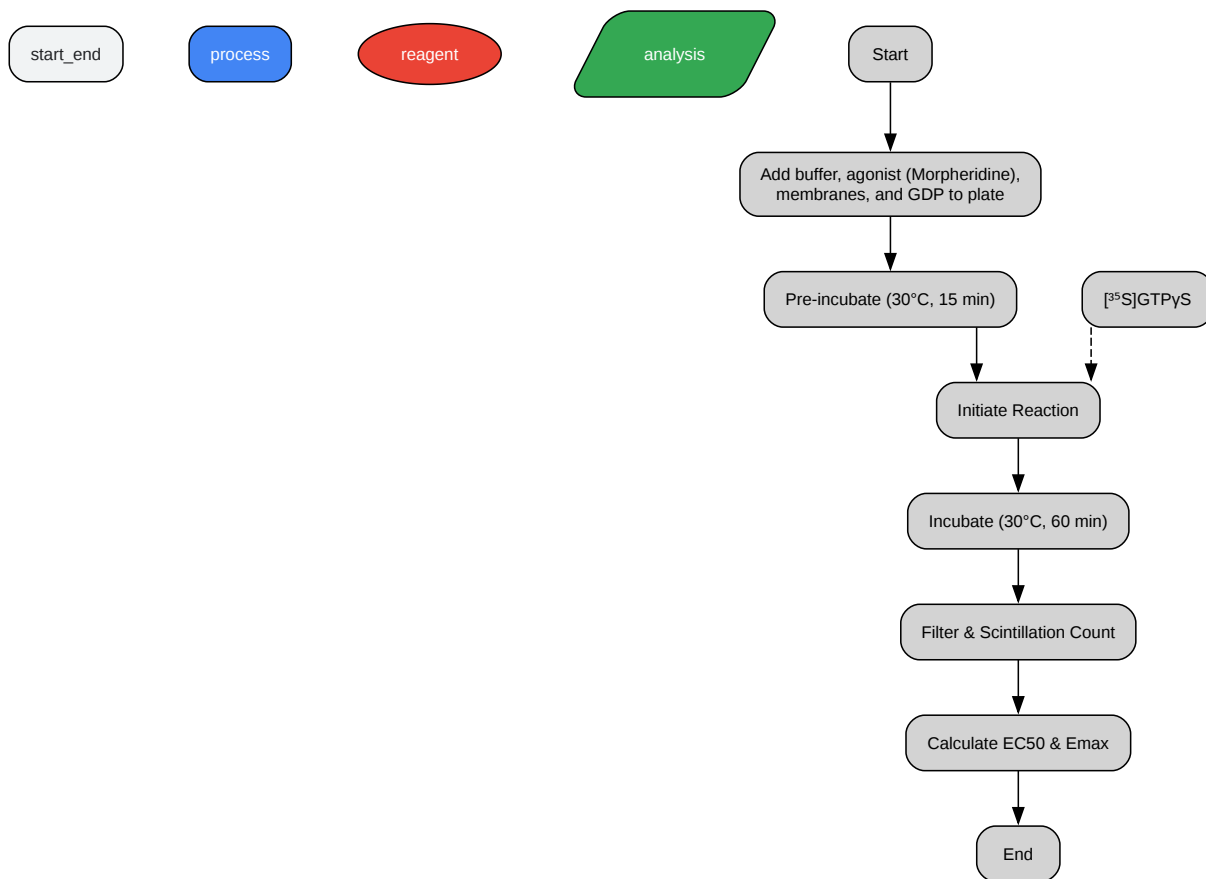 start_end
process
reagent
analysis
Start
Add buffer, agonist (Morpheridine),
membranes, and GDP to plate
Pre-incubate (30°C, 15 min)
[³⁵S]GTPγS
Initiate Reaction
Incubate (30°C, 60 min)
Filter & Scintillation Count
Calculate EC50 & Emax
End